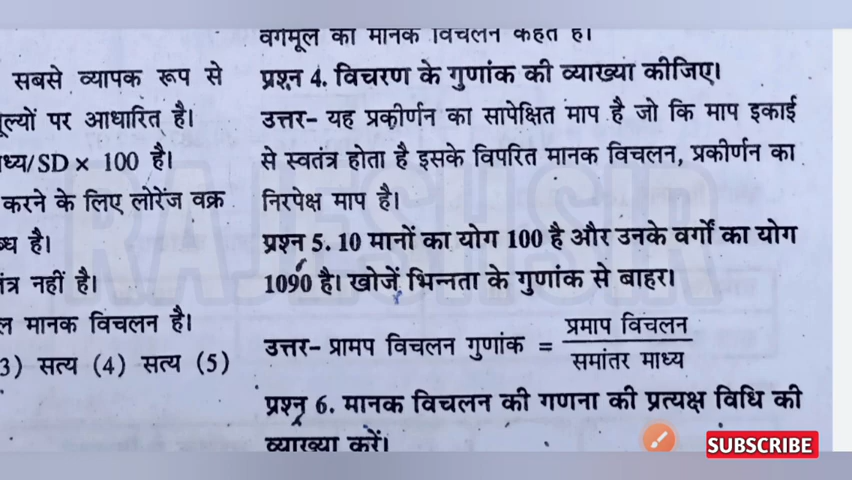 वर्गमूल को मानक विचलन कहते हैं।
सबसे व्यापक रूप से
ूल्यों पर आधारित है।
ध्य/SD × 100 है।
करने के लिए लोरेंज वक्र
ब्ध है।
तंत्र नहीं है।
ल मानक विचलन है।
3) सत्य (4) सत्य (5)
प्रश्न 4. विचरण के गुणांक की व्याख्या कीजिए।
उत्तर- यह प्रकीर्णन का सापेक्षित माप है जो कि माप इकाई
से स्वतंत्र होता है इसके विपरित मानक विचलन, प्रकीर्णन का
निरपेक्ष माप है।
प्रश्न 5. 10 मानों का योग 100 है और उनके वर्गों का योग
1090 है। खोजें भिन्नता के गुणांक से बाहर।
उत्तर- प्रामप विचलन गुणांक = प्रमाप विचलन
समांतर माध्य
प्रश्न 6. मानक विचलन की गणना की प्रत्यक्ष विधि की
व्याख्या करें।
RAJESH SIR
SUBSCRIBE